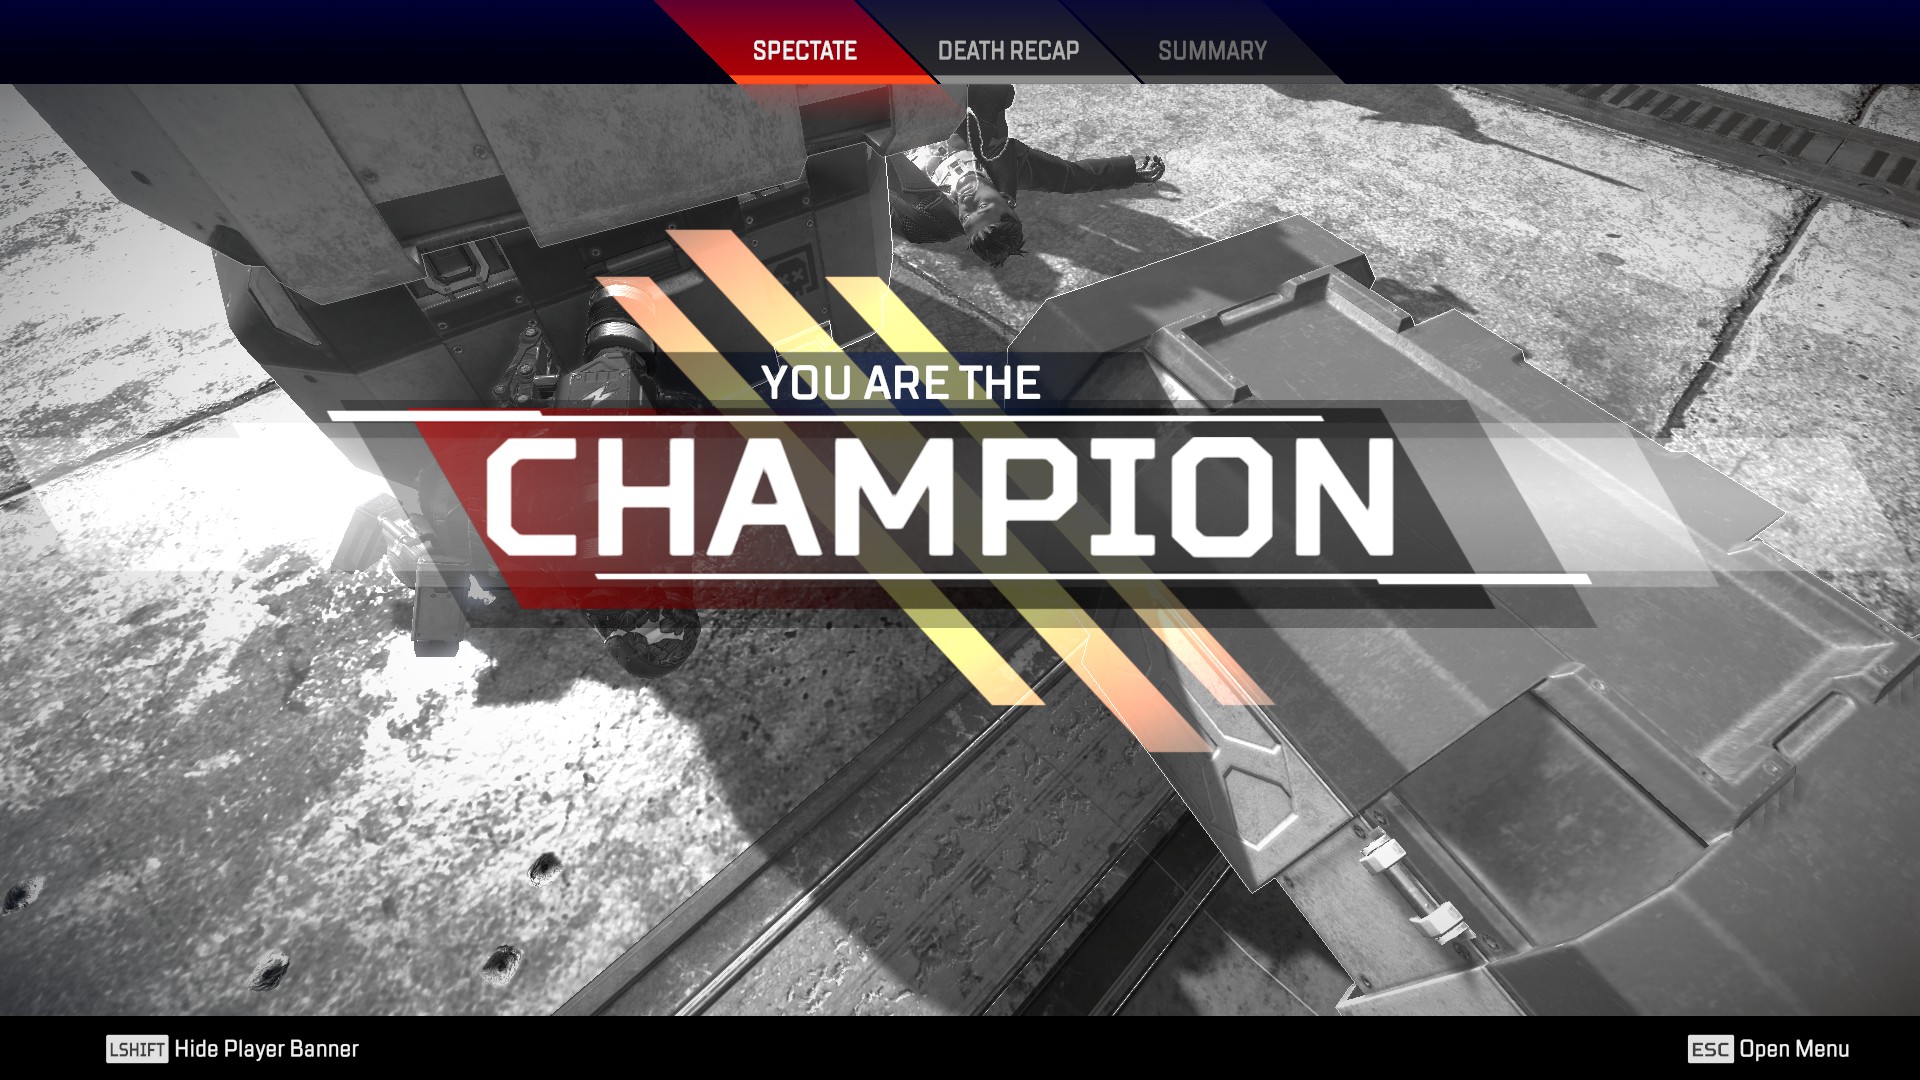 SPECTATE
DEATH RECAP
SUMMARY
YOU ARE THE
CHAMPION
LSHIFT Hide Player Banner
ESC Open Menu